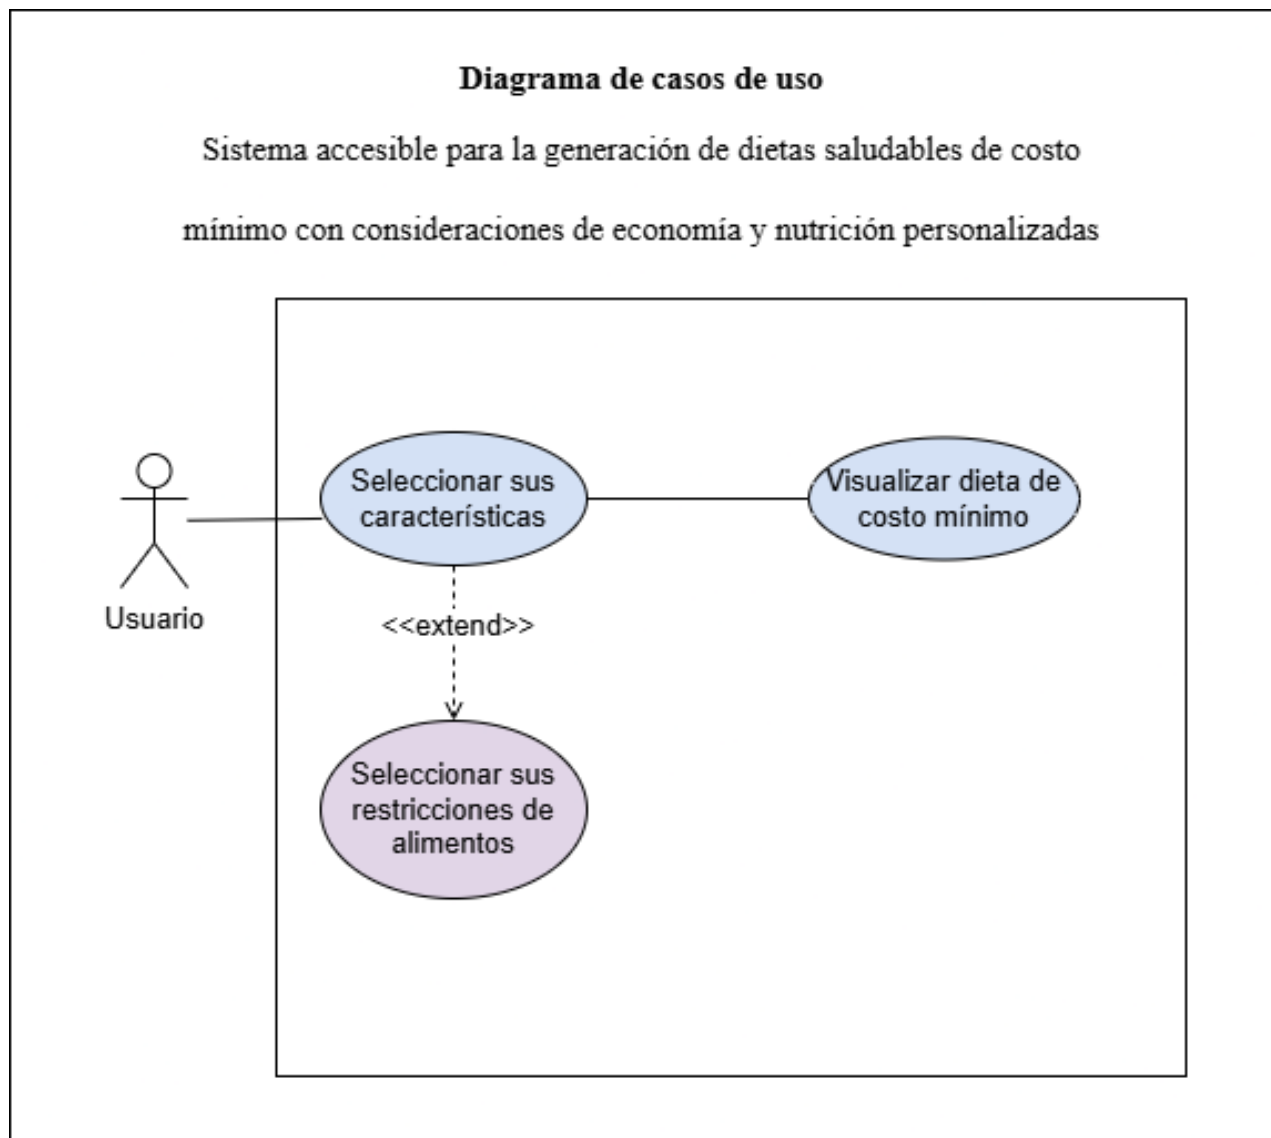 Diagrama de casos de uso
Sistema accesible para la generación de dietas saludables de costo
mínimo con consideraciones de economía y nutrición personalizadas
Seleccionar sus
características
Visualizar dieta de
costo mínimo
Usuario
<<extend>>
Seleccionar sus
restricciones de
alimentos